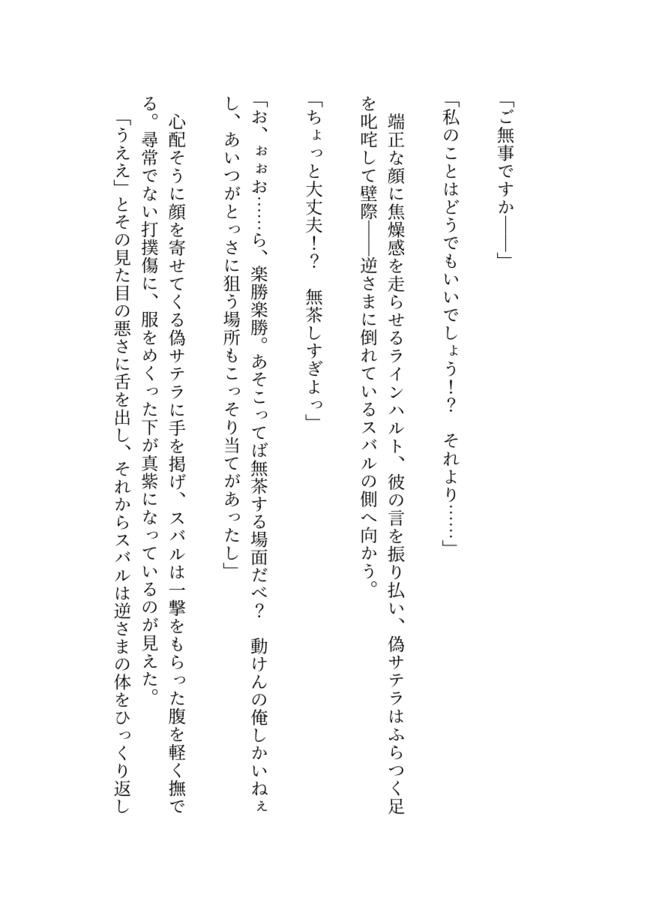 「ご無事ですか――」
「私のことはどうでもいいでしょう！？　それより……」
　端正な顔に焦燥感を走らせるラインハルト、彼の言を振り払い、偽サテラはふらつく足
を叱咤して壁際――逆さまに倒れているスバルの側へ向かう。
「ちょっと大丈夫！？　無茶しすぎよっ」
「お、ぉぉお……ら、楽勝楽勝。あそこってば無茶する場面だべ？　動けんの俺しかいねぇ
し、あいつがとっさに狙う場所もこっそり当てがあったし」
　心配そうに顔を寄せてくる偽サテラに手を掲げ、スバルは一撃をもらった腹を軽く撫で
る。尋常でない打撲傷に、服をめくった下が真紫になっているのが見えた。
　「うええ」とその見た目の悪さに舌を出し、それからスバルは逆さまの体をひっくり返し